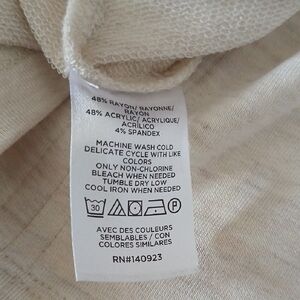 48% RAYON/ RAYONNE/
RAYÓN
48% ACRYLIC/ ACRYLIQUE/
ACRÍLICO
4% SPANDEX
MACHINE WASH COLD
DELICATE CYCLE WITH LIKE
COLORS
ONLY NON-CHLORINE
BLEACH WHEN NEEDED
TUMBLE DRY LOW
COOL IRON WHEN NEEDED
30 P
AVEC DES COULEURS
SEMBLABLES / CON
COLORES SIMILARES
RN#140923